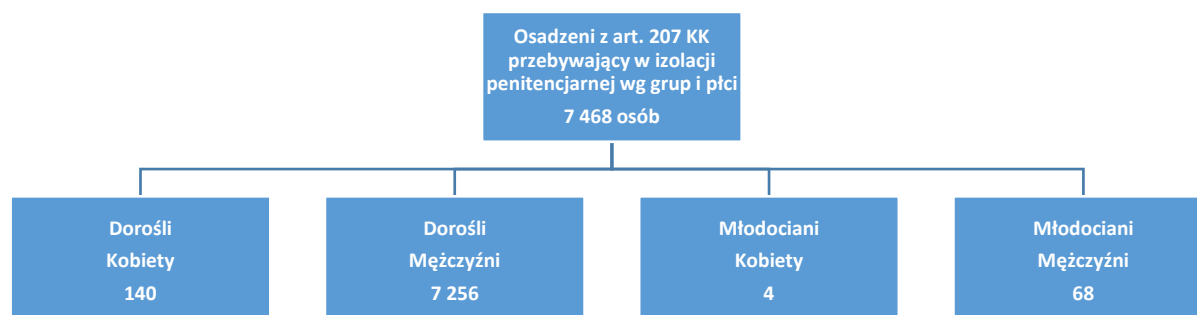 Osadzeni z art. 207 KK
przebywający w izolacji
penitencjarnej wg grup i płci
7 468 osób
Dorośli
Kobiety
140
Dorośli
Mężczyźni
7 256
Młodociani
Kobiety
4
Młodociani
Mężczyźni
68